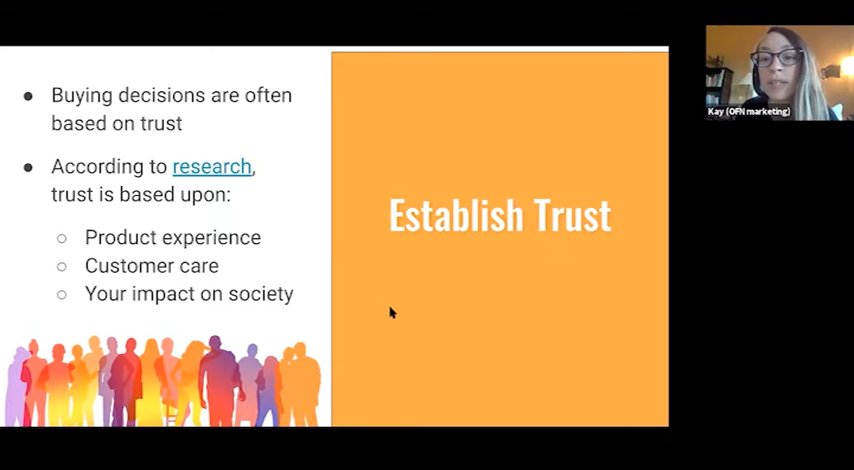 ● Buying decisions are often
based on trust
● According to research,
trust is based upon:
○ Product experience
○ Customer care
○ Your impact on society
Establish Trust
Kay (OFN marketing)